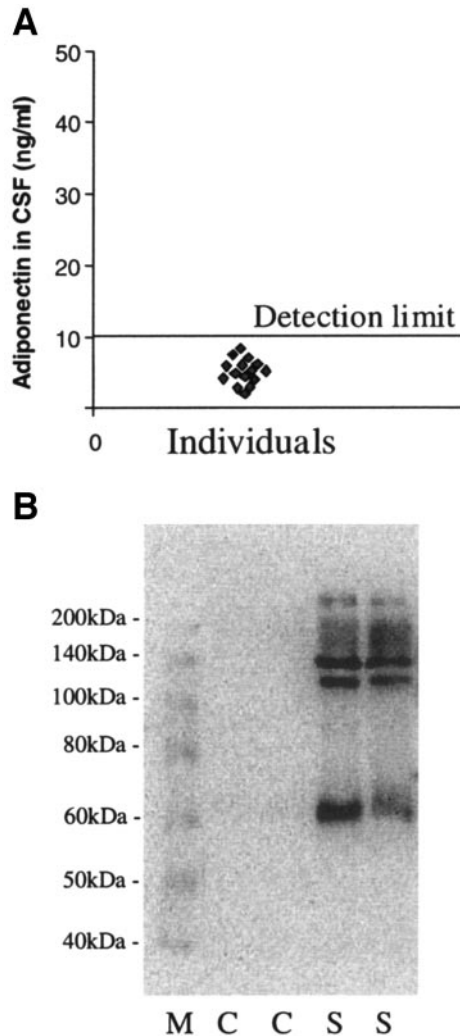 A
Adiponectin in CSF (ng/ml)
50
40
30
20
10
Detection limit
0
Individuals
B
200kDa -
140kDa -
100kDa -
80kDa -
60kDa -
50kDa -
40kDa -
M C C S S